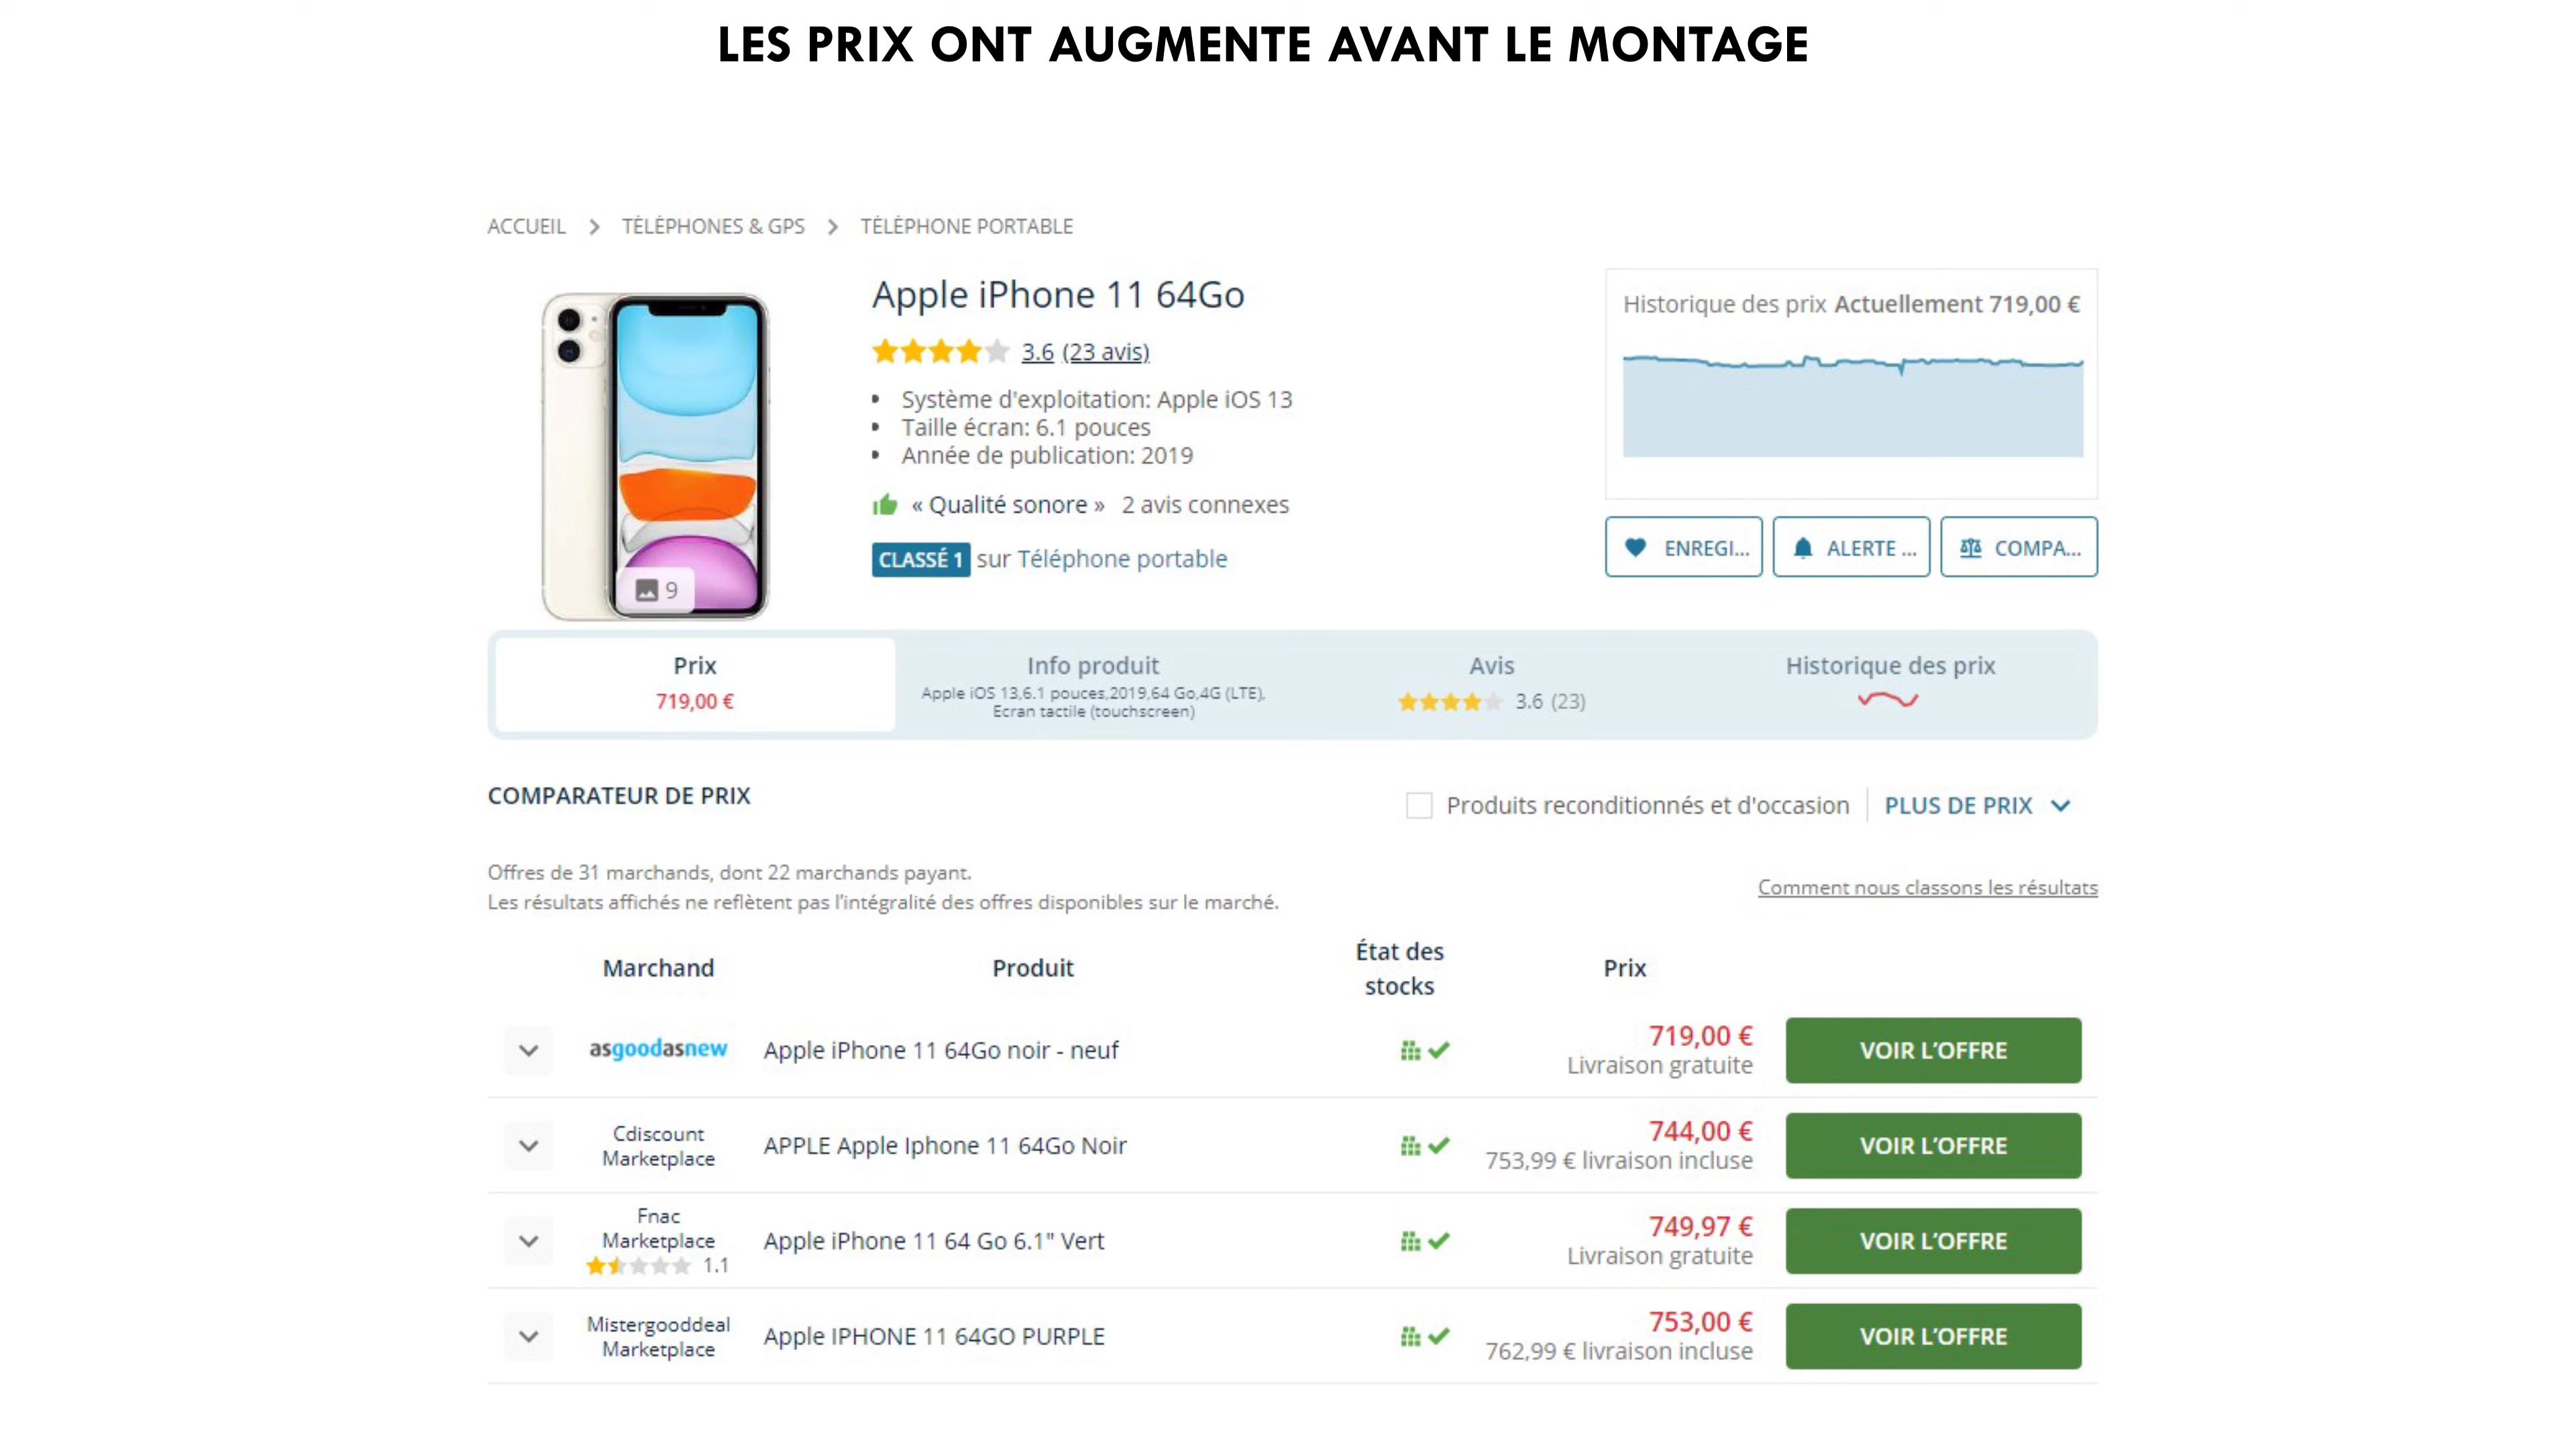 LES PRIX ONT AUGMENTE AVANT LE MONTAGE
ACCUEIL > TÉLÉPHONES & GPS > TÉLÉPHONE PORTABLE
Apple iPhone 11 64Go
3.6 (23 avis)
Système d'exploitation: Apple iOS 13
Taille écran: 6.1 pouces
Année de publication: 2019
« Qualité sonore » 2 avis connexes
CLASSÉ 1 sur Téléphone portable
9
Historique des prix Actuellement 719,00 €
ENREGI...
ALERTE ...
COMPA...
Prix
719,00 €
Info produit
Apple iOS 13,6.1 pouces,2019,64 Go,4G (LTE),
Ecran tactile (touchscreen)
Avis
3.6 (23)
Historique des prix
COMPARATEUR DE PRIX
Produits reconditionnés et d'occasion
PLUS DE PRIX
Offres de 31 marchands, dont 22 marchands payant.
Les résultats affichés ne reflètent pas l'intégralité des offres disponibles sur le marché.
Comment nous classons les résultats
Marchand
Produit
État des
stocks
Prix
asgoodasnew
Apple iPhone 11 64Go noir - neuf
719,00 €
Livraison gratuite
VOIR L'OFFRE
Cdiscount
Marketplace
APPLE Apple Iphone 11 64Go Noir
744,00 €
753,99 € livraison incluse
VOIR L'OFFRE
Fnac
Marketplace
1.1
Apple iPhone 11 64 Go 6.1" Vert
749,97 €
Livraison gratuite
VOIR L'OFFRE
Mistergooddeal
Marketplace
Apple IPHONE 11 64GO PURPLE
753,00 €
762,99 € livraison incluse
VOIR L'OFFRE